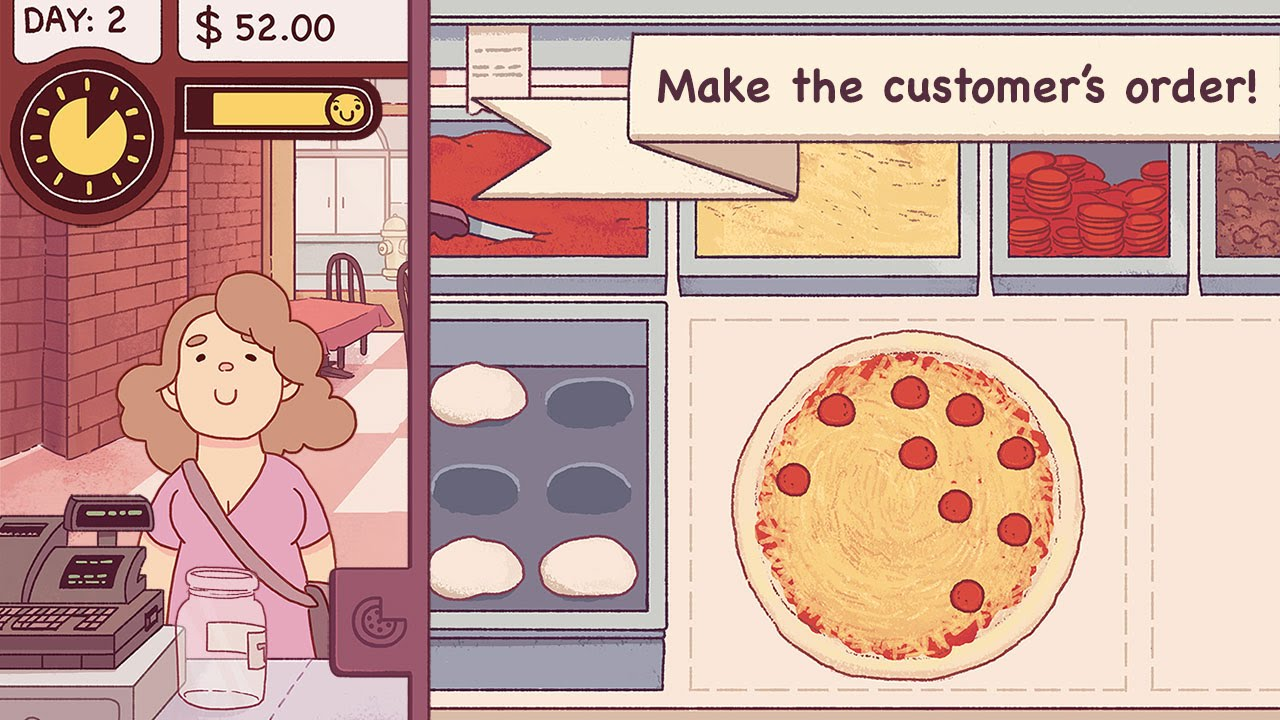 DAY: 2
$ 52.00
Make the customer's order!